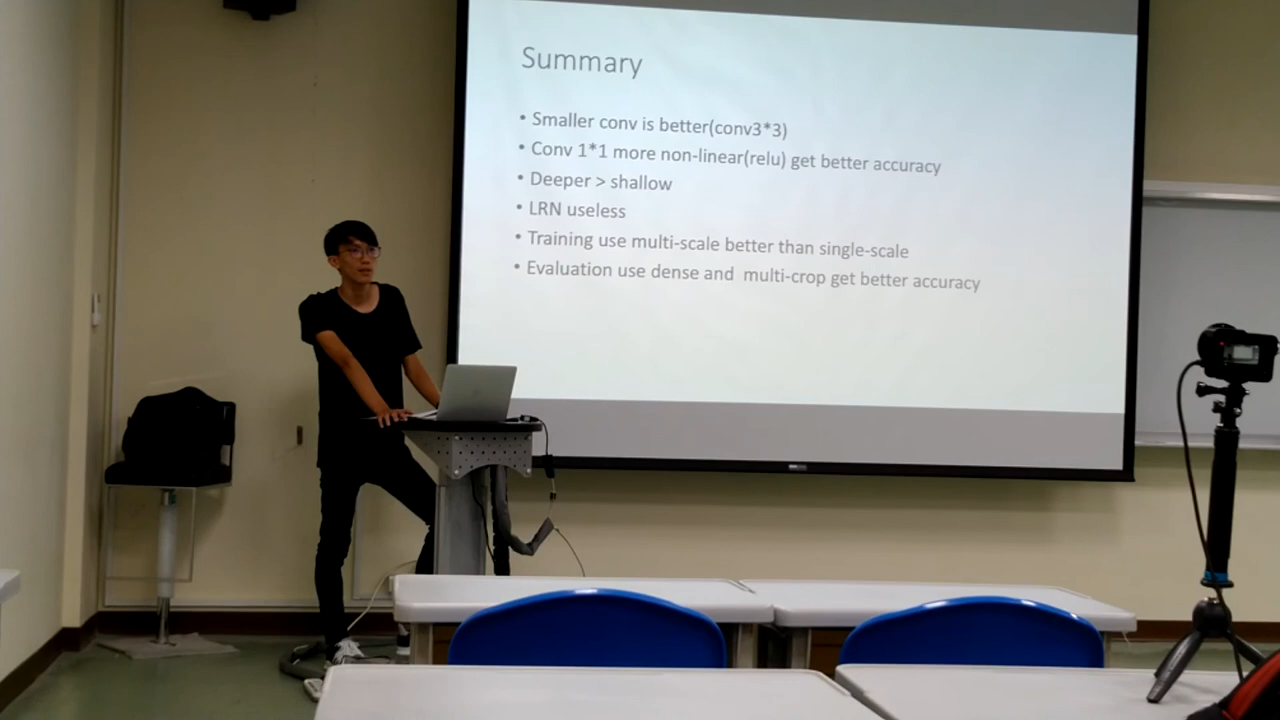 Summary
• Smaller conv is better(conv3*3)
• Conv 1*1 more non-linear(relu) get better accuracy
• Deeper > shallow
• LRN useless
• Training use multi-scale better than single-scale
• Evaluation use dense and multi-crop get better accuracy